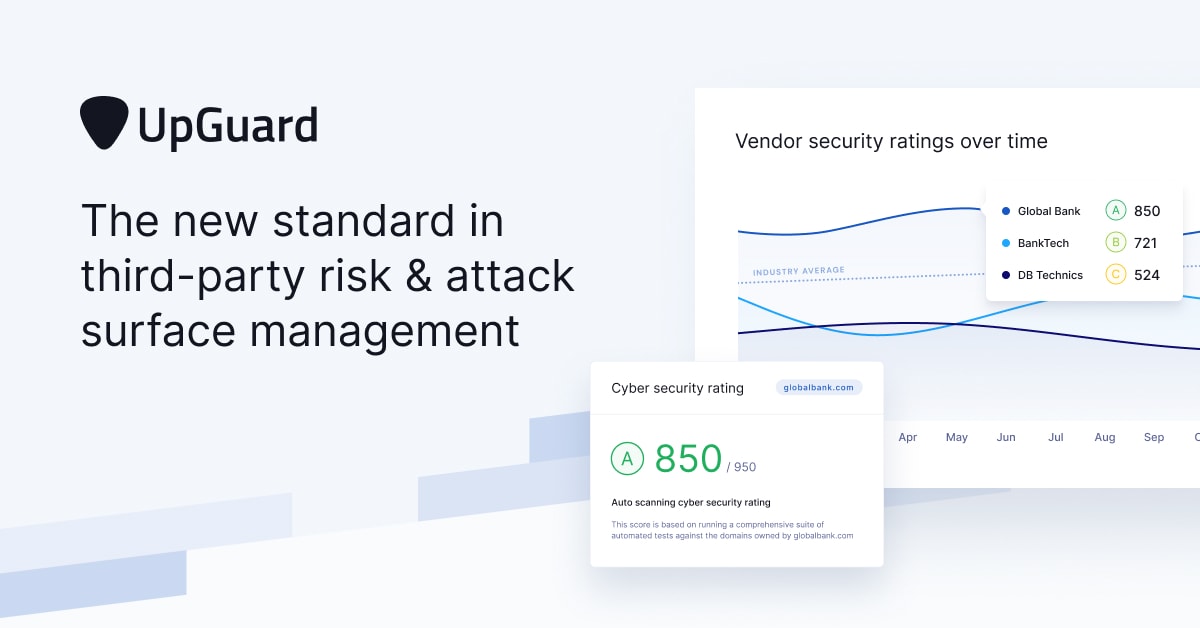 UpGuard
The new standard in
third-party risk & attack
surface management
Vendor security ratings over time
Global Bank A 850
BankTech B 721
DB Technics C 524
INDUSTRY AVERAGE
Apr May Jun Jul Aug Sep
Cyber security rating globalbank.com
A 850 / 950
Auto scanning cyber security rating
This score is based on running a comprehensive suite of
automated tests against the domains owned by globalbank.com